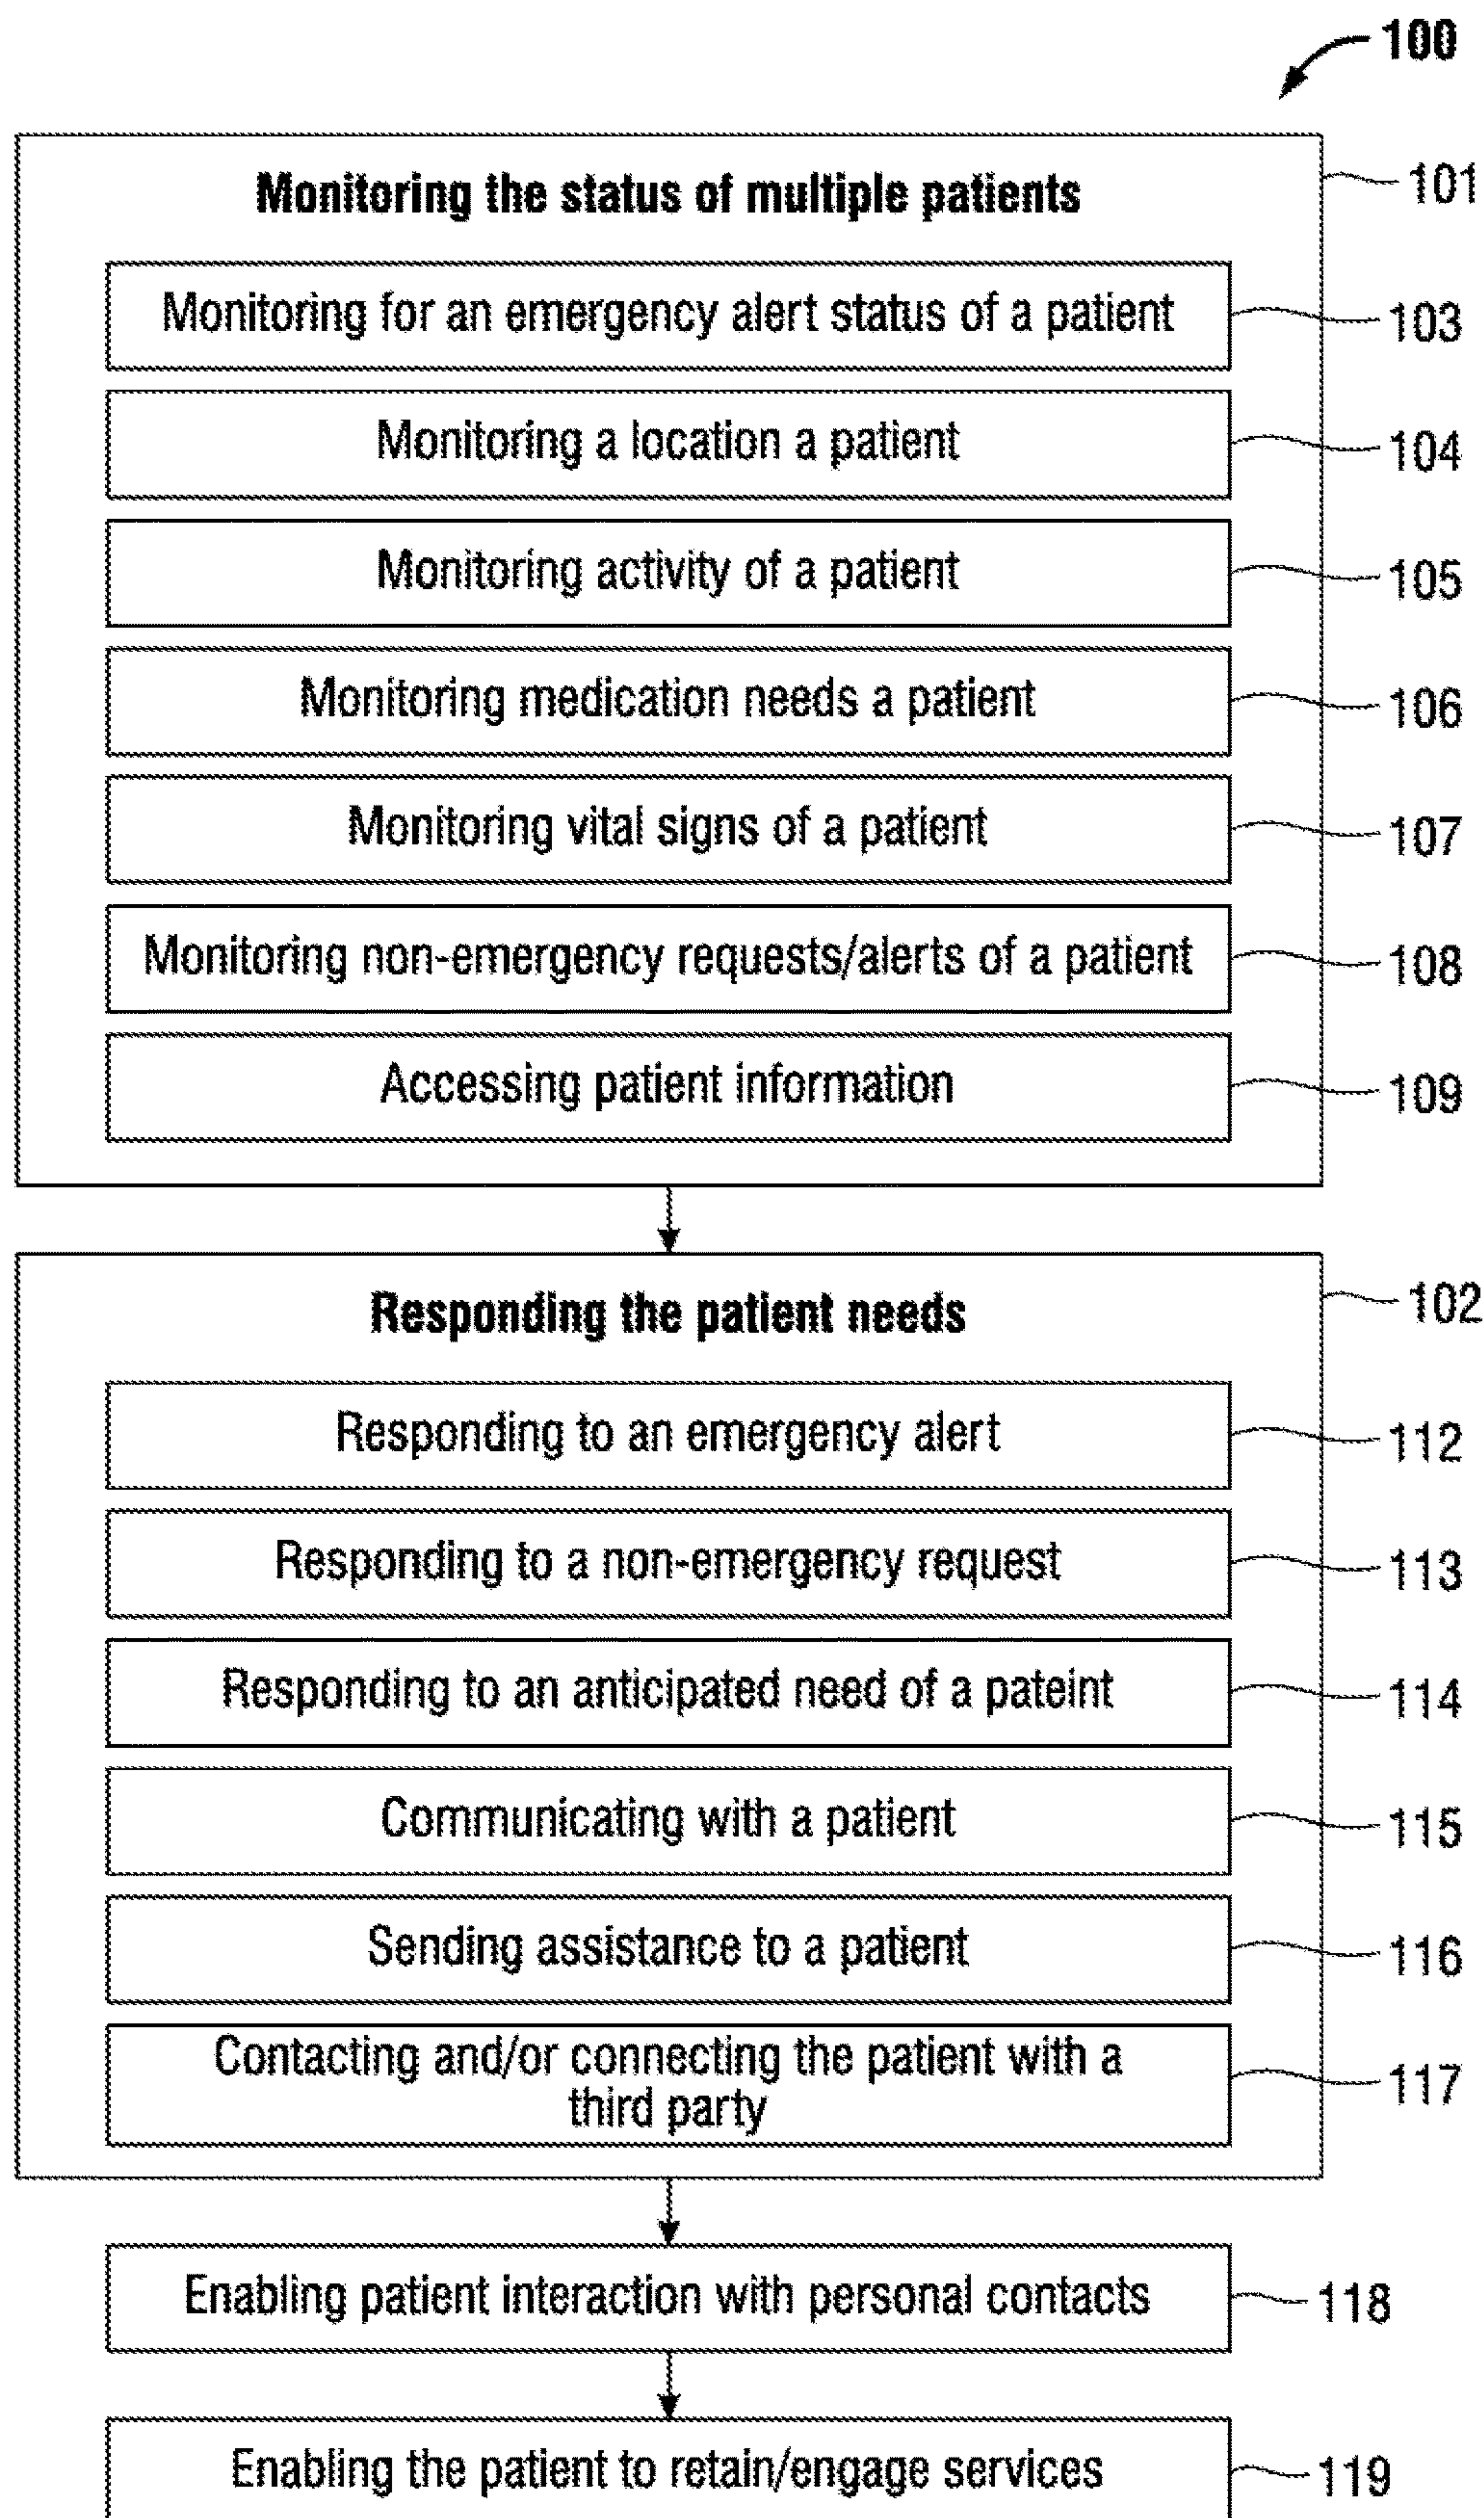 100
Monitoring the status of multiple patients
101
Monitoring for an emergency alert status of a patient
103
Monitoring a location a patient
104
Monitoring activity of a patient
105
Monitoring medication needs a patient
106
Monitoring vital signs of a patient
107
Monitoring non-emergency requests/alerts of a patient
108
Accessing patient information
109
Responding the patient needs
102
Responding to an emergency alert
112
Responding to a non-emergency request
113
Responding to an anticipated need of a pateint
114
Communicating with a patient
115
Sending assistance to a patient
116
Contacting and/or connecting the patient with a
third party
117
Enabling patient interaction with personal contacts
118
Enabling the patient to retain/engage services
119